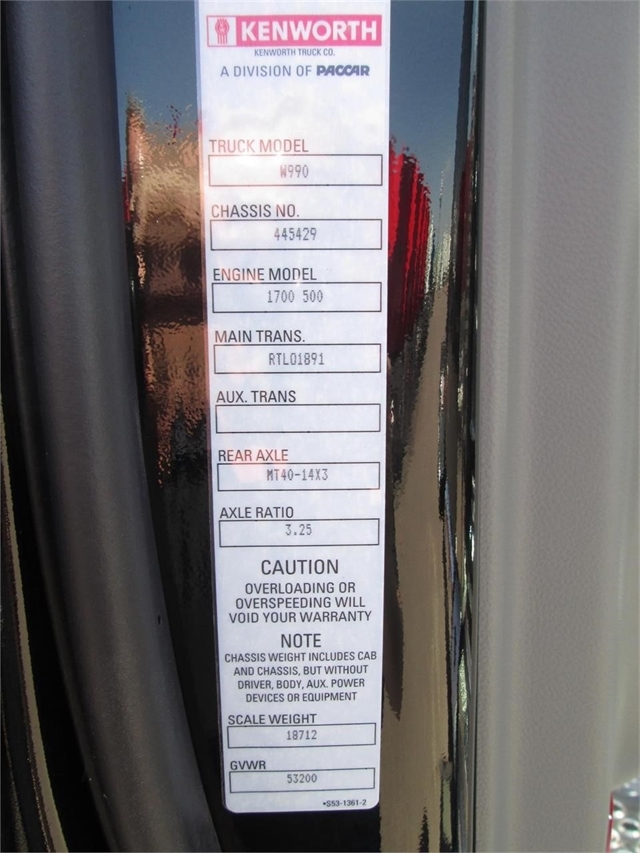 KENWORTH
KENWORTH TRUCK CO.
A DIVISION OF PACCAR
TRUCK MODEL
W990
CHASSIS NO.
445429
ENGINE MODEL
1700 500
MAIN TRANS.
RTLO1891
AUX. TRANS
REAR AXLE
MT40-14X3
AXLE RATIO
3.25
CAUTION
OVERLOADING OR
OVERSPEEDING WILL
VOID YOUR WARRANTY
NOTE
CHASSIS WEIGHT INCLUDES CAB
AND CHASSIS, BUT WITHOUT
DRIVER, BODY, AUX. POWER
DEVICES OR EQUIPMENT
SCALE WEIGHT
18712
GVWR
53200
•S53-1361-2